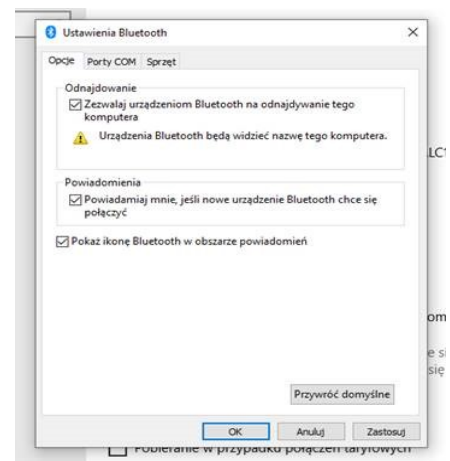 Ustawienia Bluetooth
Opcje Porty COM Sprzęt
Odnajdowanie
Zezwalaj urządzeniom Bluetooth na odnajdywanie tego
komputera
Urządzenia Bluetooth będą widzieć nazwę tego komputera.
Powiadomienia
Powiadamiaj mnie, jeśli nowe urządzenie Bluetooth chce się
połączyć
Pokaż ikonę Bluetooth w obszarze powiadomień
Przywróć domyślne
OK Anuluj Zastosuj
Pobieranie w przypadku połączeń taryfowych
się